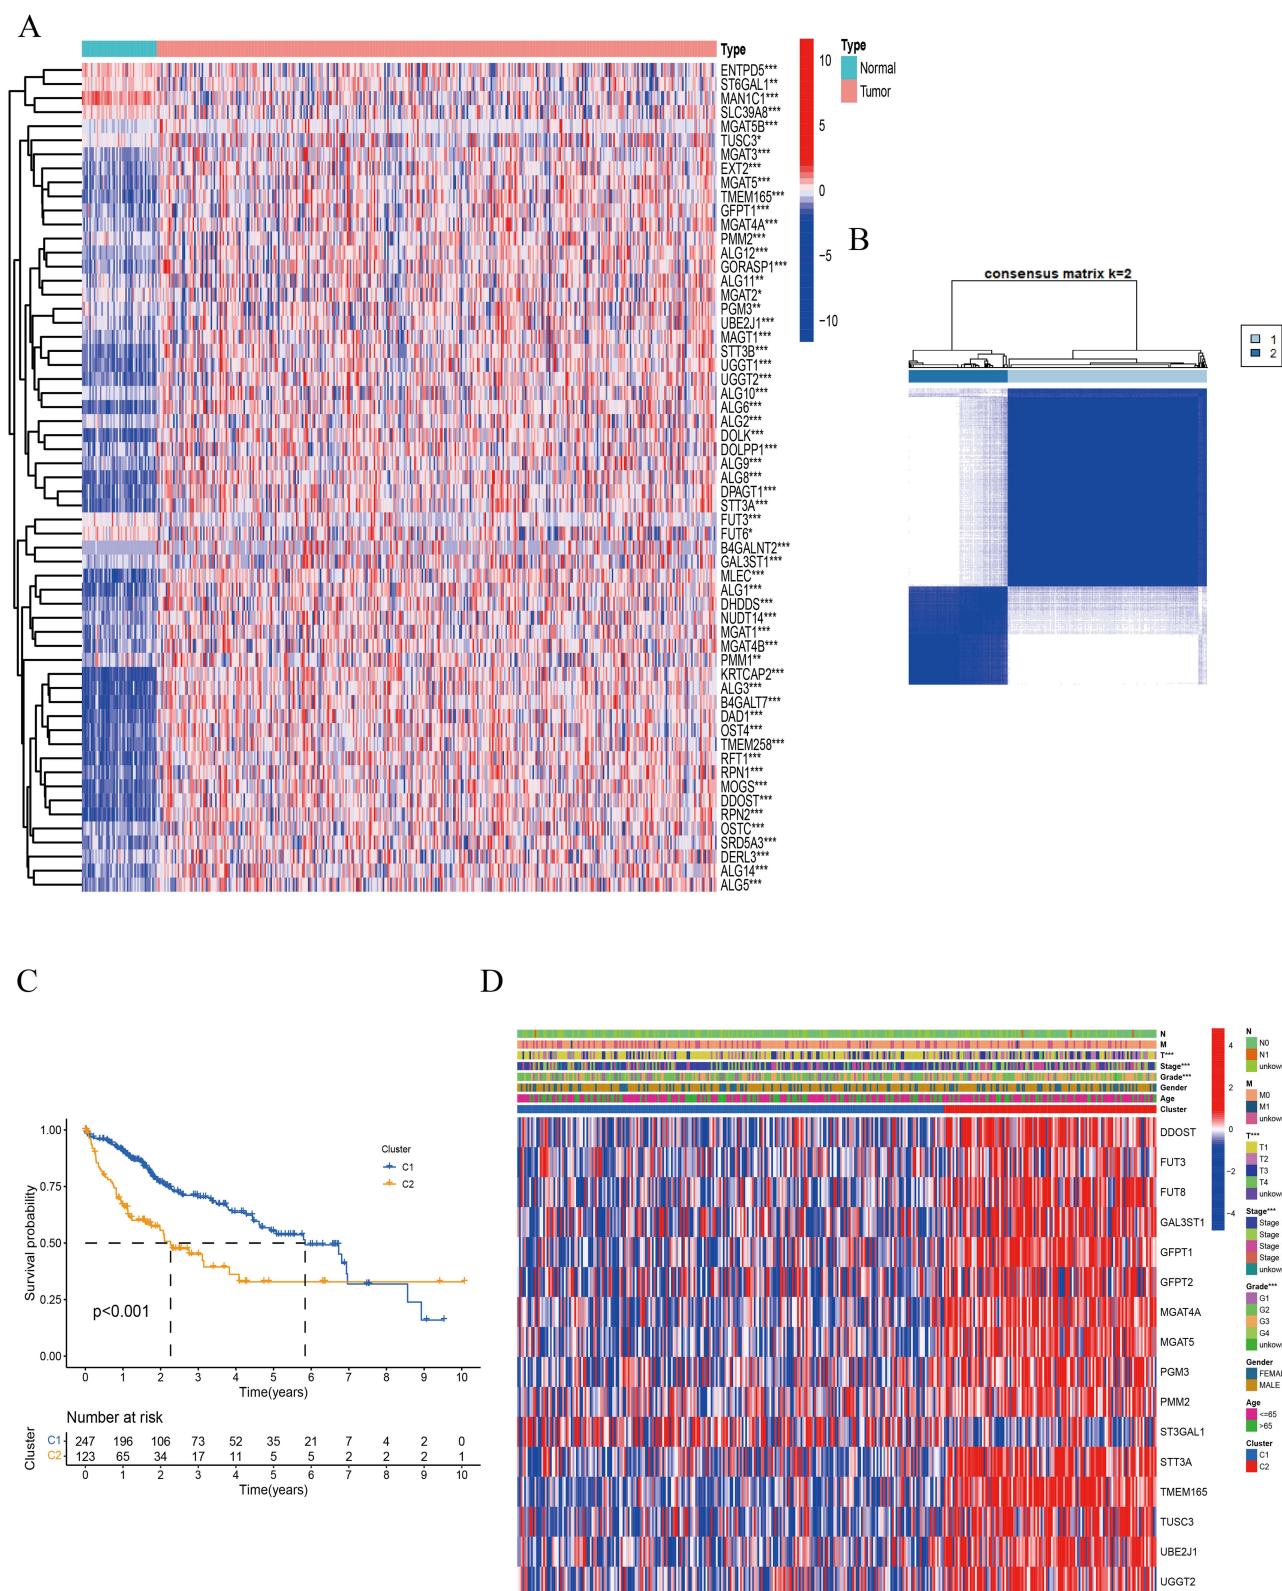 A
Type
ENTPD5***
ST6GAL1**
MAN1C1***
SLC39A8***
MGAT5B***
TUSC3*
MGAT3***
EXT2***
MGAT5***
TMEM165***
GFPT1***
MGAT4A***
PMM2***
ALG12***
GORASP1***
ALG11**
MGAT2*
PGM3**
UBE2J1***
MAGT1***
STT3B***
UGGT1***
UGGT2***
ALG10***
ALG6***
ALG2***
DOLK***
DOLPP1***
ALG9***
ALG8***
DPAGT1***
STT3A***
FUT3***
FUT6*
B4GALNT2***
GAL3ST1***
MLEC***
ALG1***
DHDDS***
NUDT14***
MGAT1***
MGAT4B***
PMM1**
KRTCAP2***
ALG3***
B4GALT7***
DAD1***
OST4***
TMEM258***
RFT1***
RPN1***
MOGS***
DDOST***
RPN2***
OSTC***
SRD5A3***
DERL3***
ALG14***
ALG5***
10
5
0
−5
−10
Type
Normal
Tumor
B
consensus matrix k=2
1
2
C
Survival probability
1.00
0.75
0.50
0.25
0.00
Cluster
C1
C2
p<0.001
0 1 2 3 4 5 6 7 8 9 10
Time(years)
Number at risk
Cluster
C1 247 196 106 73 52 35 21 7 4 2 0
C2 123 65 34 17 11 5 5 2 2 2 1
0 1 2 3 4 5 6 7 8 9 10
Time(years)
D
N
M
T***
Stage***
Grade***
Gender
Age
Cluster
DDOST
FUT3
FUT8
GAL3ST1
GFPT1
GFPT2
MGAT4A
MGAT5
PGM3
PMM2
ST3GAL1
STT3A
TMEM165
TUSC3
UBE2J1
UGGT2
4
2
0
−2
−4
N
N0
N1
unknow
M
M0
M1
unknow
T***
T1
T2
T3
T4
unknow
Stage***
Stage
Stage
Stage
Stage
unknow
Grade***
G1
G2
G3
G4
unknow
Gender
FEMAL
MALE
Age
<=65
>65
Cluster
C1
C2